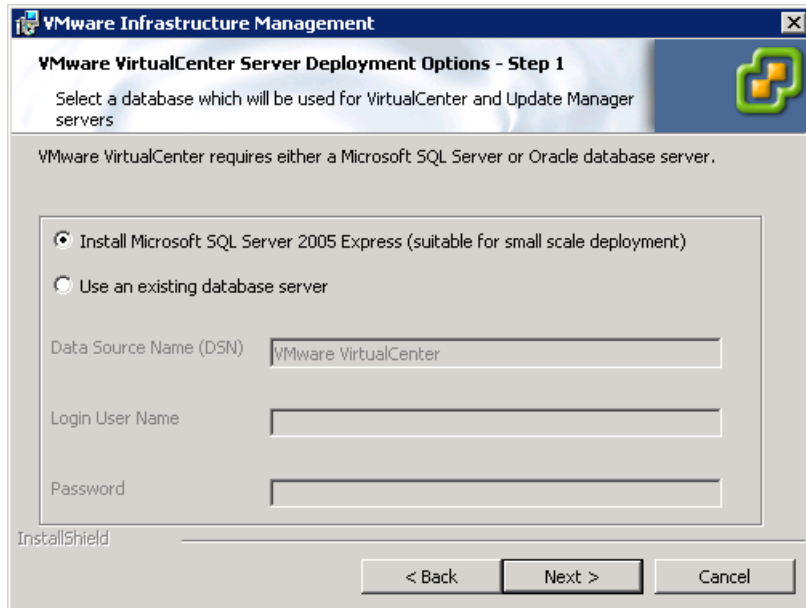 VMware Infrastructure Management
VMware VirtualCenter Server Deployment Options - Step 1
Select a database which will be used for VirtualCenter and Update Manager
servers
VMware VirtualCenter requires either a Microsoft SQL Server or Oracle database server.
Install Microsoft SQL Server 2005 Express (suitable for small scale deployment)
Use an existing database server
Data Source Name (DSN)
VMware VirtualCenter
Login User Name
Password
InstallShield
< Back
Next >
Cancel